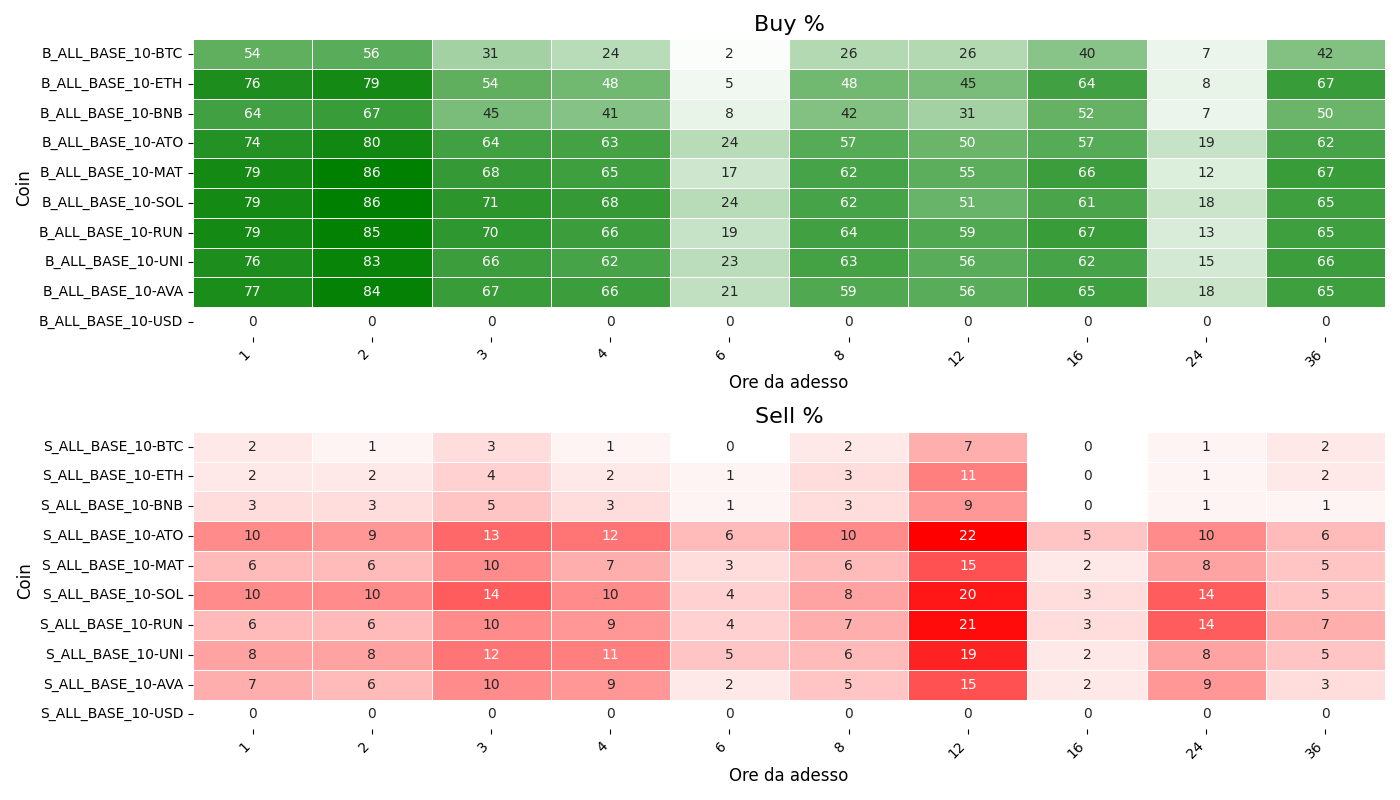 Buy %
Coin
B_ALL_BASE_10-BTC 54 56 31 24 2 26 26 40 7 42
B_ALL_BASE_10-ETH 76 79 54 48 5 48 45 64 8 67
B_ALL_BASE_10-BNB 64 67 45 41 8 42 31 52 7 50
B_ALL_BASE_10-ATO 74 80 64 63 24 57 50 57 19 62
B_ALL_BASE_10-MAT 79 86 68 65 17 62 55 66 12 67
B_ALL_BASE_10-SOL 79 86 71 68 24 62 51 61 18 65
B_ALL_BASE_10-RUN 79 85 70 66 19 64 59 67 13 65
B_ALL_BASE_10-UNI 76 83 66 62 23 63 56 62 15 66
B_ALL_BASE_10-AVA 77 84 67 66 21 59 56 65 18 65
B_ALL_BASE_10-USD 0 0 0 0 0 0 0 0 0 0
1 2 3 4 6 8 12 16 24 36
Ore da adesso
Sell %
Coin
S_ALL_BASE_10-BTC 2 1 3 1 0 2 7 0 1 2
S_ALL_BASE_10-ETH 2 2 4 2 1 3 11 0 1 2
S_ALL_BASE_10-BNB 3 3 5 3 1 3 9 0 1 1
S_ALL_BASE_10-ATO 10 9 13 12 6 10 22 5 10 6
S_ALL_BASE_10-MAT 6 6 10 7 3 6 15 2 8 5
S_ALL_BASE_10-SOL 10 10 14 10 4 8 20 3 14 5
S_ALL_BASE_10-RUN 6 6 10 9 4 7 21 3 14 7
S_ALL_BASE_10-UNI 8 8 12 11 5 6 19 2 8 5
S_ALL_BASE_10-AVA 7 6 10 9 2 5 15 2 9 3
S_ALL_BASE_10-USD 0 0 0 0 0 0 0 0 0 0
1 2 3 4 6 8 12 16 24 36
Ore da adesso